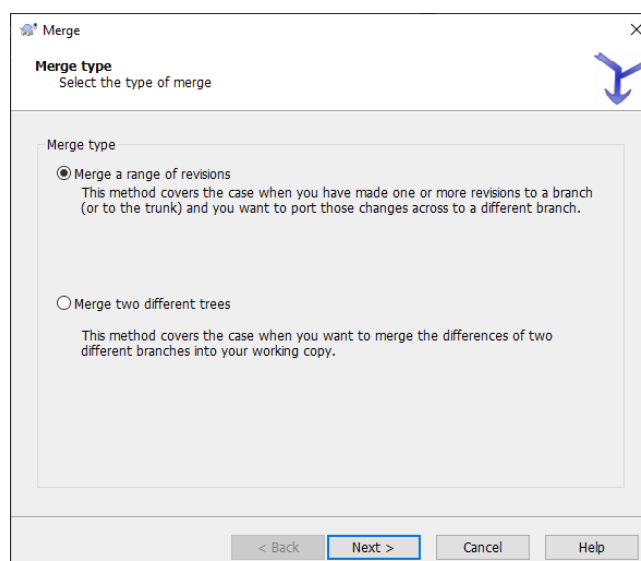 Merge
Merge type
Select the type of merge
Merge type
Merge a range of revisions
This method covers the case when you have made one or more revisions to a branch
(or to the trunk) and you want to port those changes across to a different branch.
Merge two different trees
This method covers the case when you want to merge the differences of two
different branches into your working copy.
< Back Next > Cancel Help